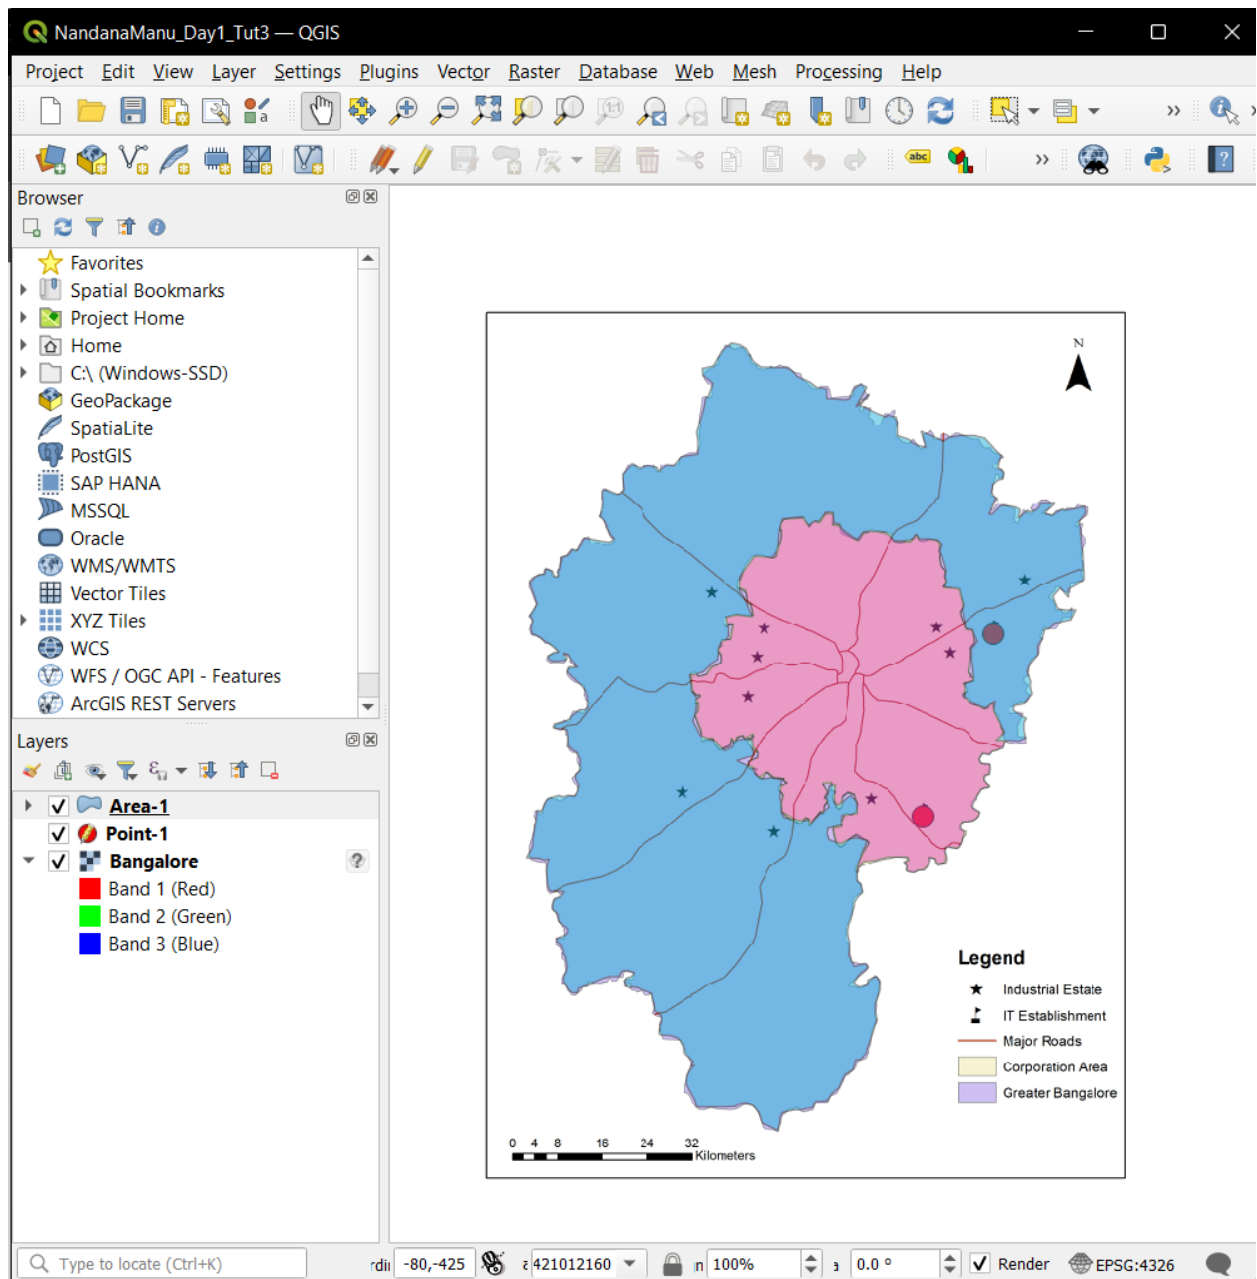 NandanaManu_Day1_Tut3 — QGIS
Project Edit View Layer Settings Plugins Vector Raster Database Web Mesh Processing Help
Browser
Favorites
Spatial Bookmarks
Project Home
Home
C:\ (Windows-SSD)
GeoPackage
SpatiaLite
PostGIS
SAP HANA
MSSQL
Oracle
WMS/WMTS
Vector Tiles
XYZ Tiles
WCS
WFS / OGC API - Features
ArcGIS REST Servers
Layers
Area-1
Point-1
Bangalore
Band 1 (Red)
Band 2 (Green)
Band 3 (Blue)
N
Legend
Industrial Estate
IT Establishment
Major Roads
Corporation Area
Greater Bangalore
0 4 8 16 24 32
Kilometers
Type to locate (Ctrl+K) rdi -80,-425 421012160 100% 0.0 ° Render EPSG:4326